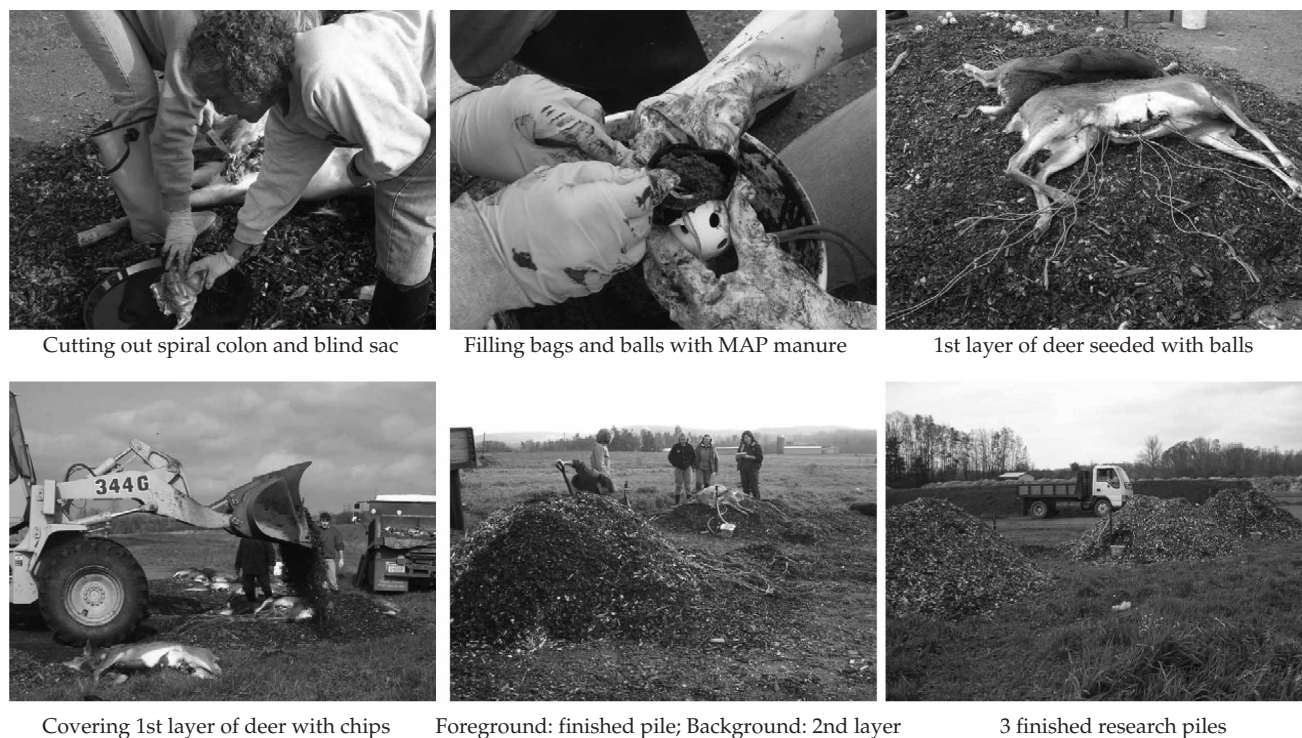 Cutting out spiral colon and blind sac
Filling bags and balls with MAP manure
1st layer of deer seeded with balls
344G
Covering 1st layer of deer with chips
Foreground: finished pile; Background: 2nd layer
3 finished research piles